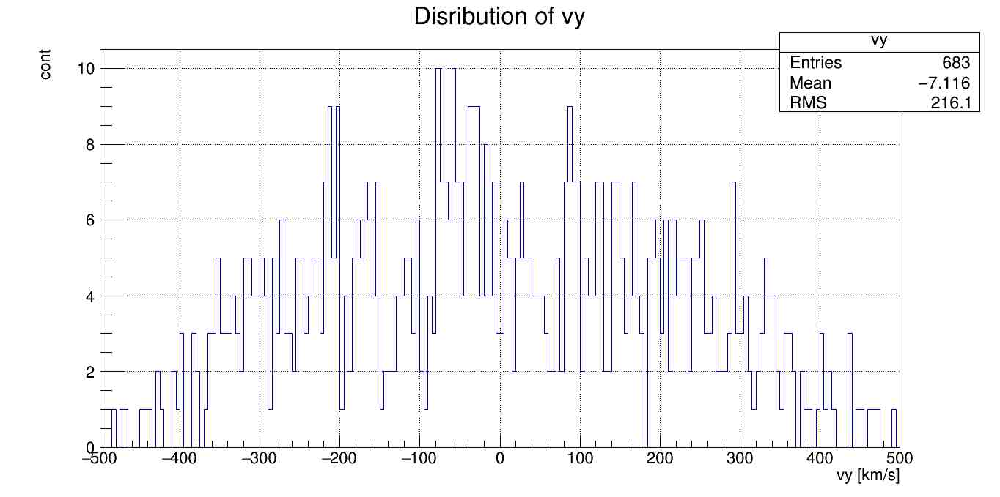 Disribution of vy
vy
Entries 683
Mean −7.116
RMS 216.1
cont
10
8
6
4
2
0
−500 −400 −300 −200 −100 0 100 200 300 400 500
vy [km/s]